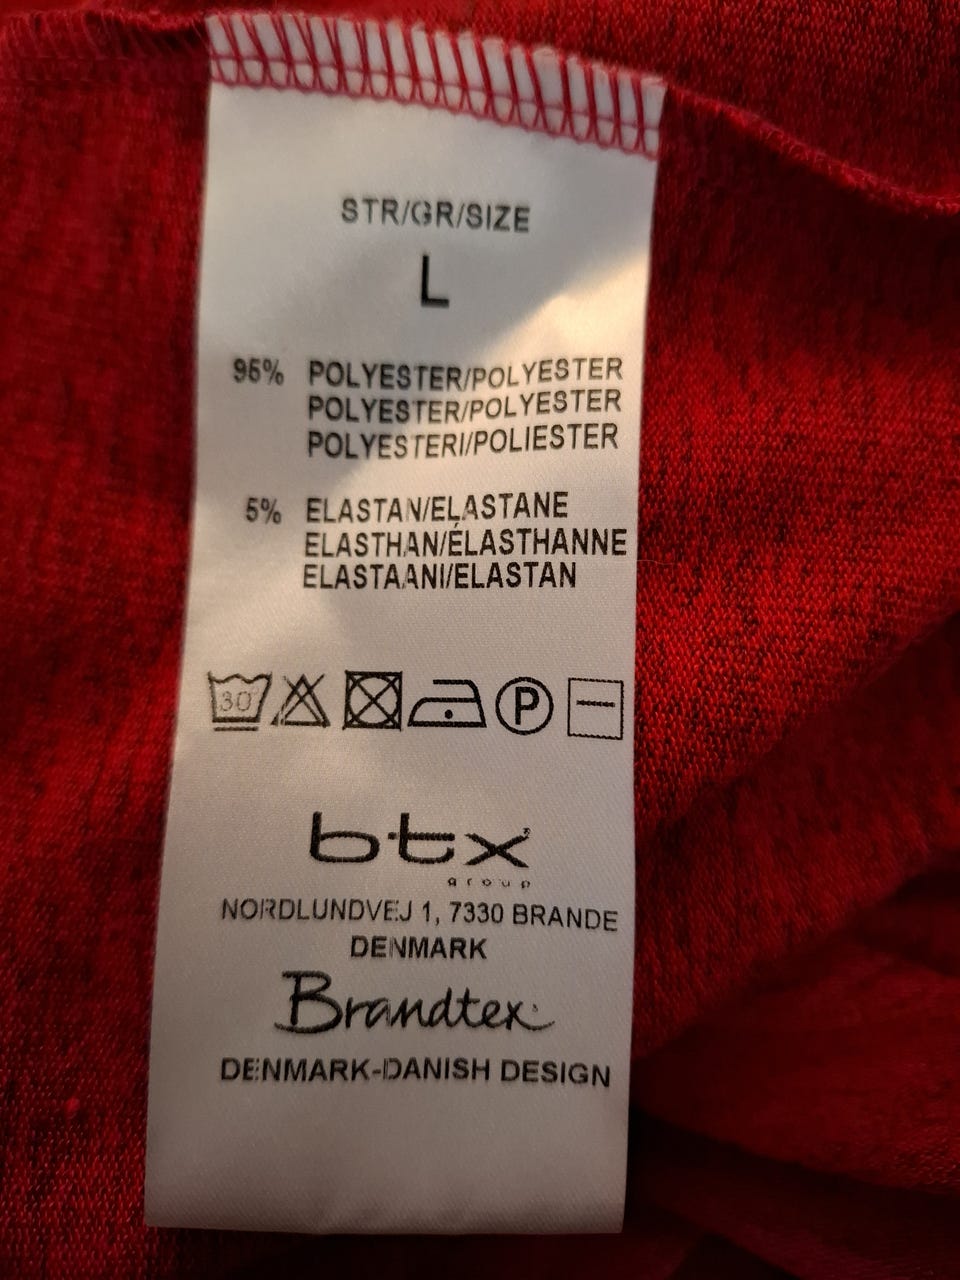 STR/GR/SIZE
L
95% POLYESTER/POLYESTER
POLYESTER/POLYESTER
POLYESTERI/POLIESTER
5% ELASTAN/ELASTANE
ELASTHAN/ÉLASTHANNE
ELASTAANI/ELASTAN
30 P
btx
group
NORDLUNDVEJ 1, 7330 BRANDE
DENMARK
Brandtex
DENMARK-DANISH DESIGN